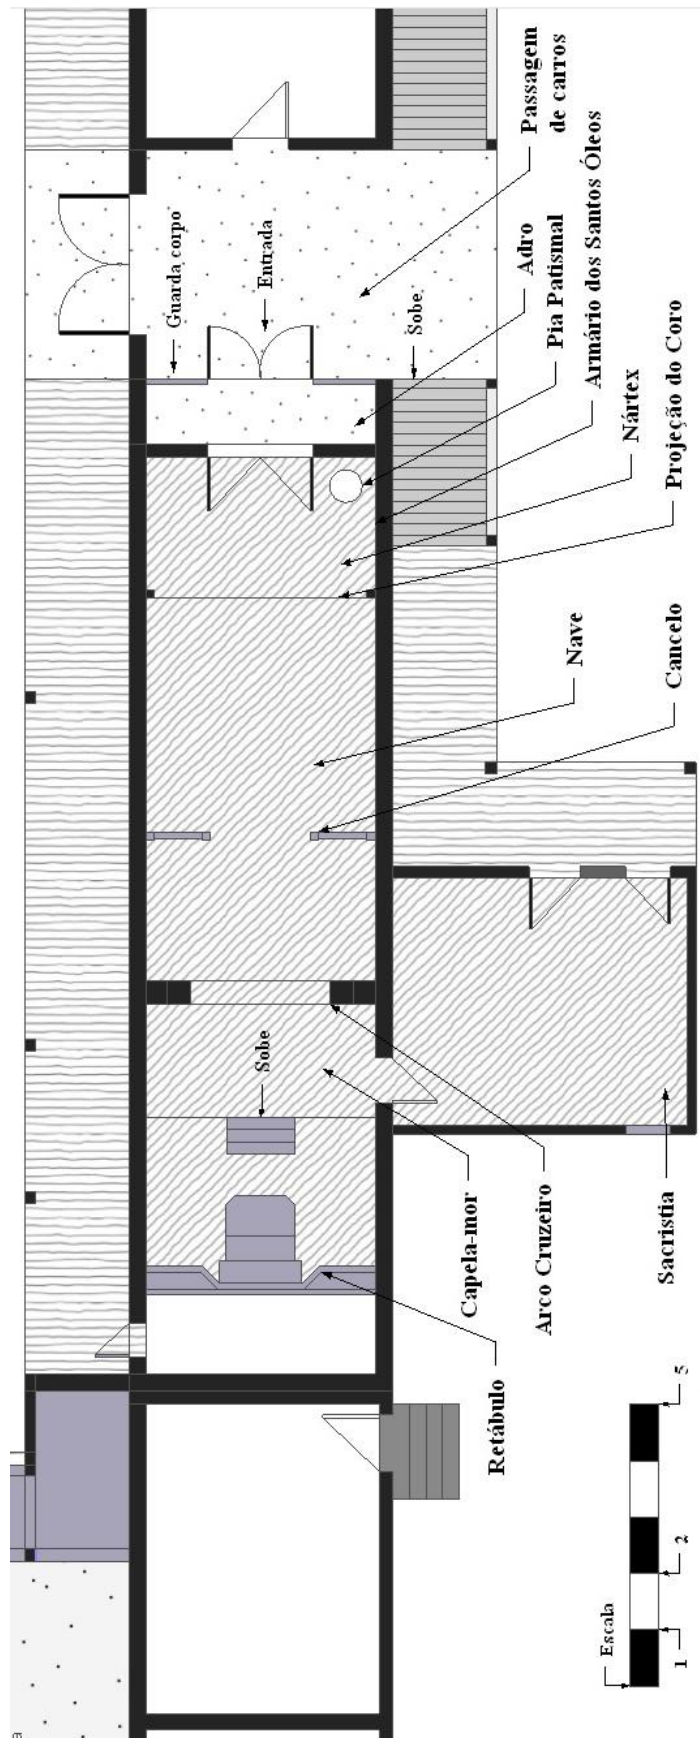 Passagem
de carros
Guarda corpo
Entrada
Adro
Pia Patismal
Sobe
Armário dos Santos Óleos
Nártex
Projeção do Coro
Nave
Cancelo
Sobe
Capela-mor
Arco Cruzeiro
Sacristia
Retábulo
Escala
1
2
5
a